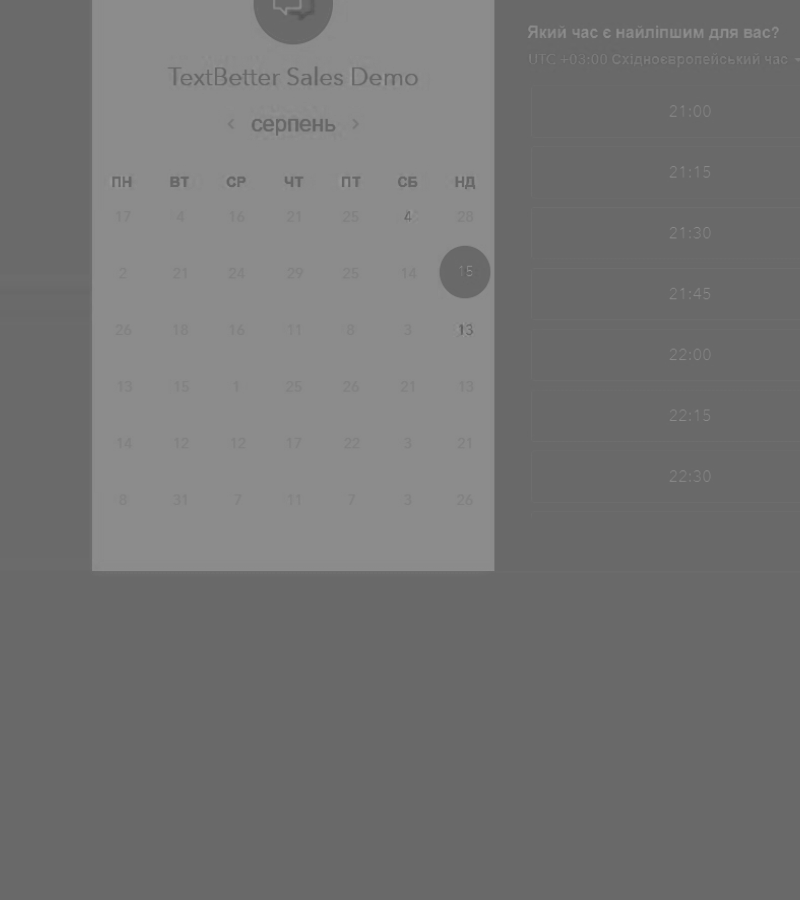 TextBetter Sales Demo
< серпень >
ПН ВТ СР ЧТ ПТ СБ НД
17 4 16 21 25 4 28
2 21 24 29 25 14 15
26 18 16 11 8 3 13
13 15 1 25 26 21 13
14 12 12 17 22 3 21
8 31 7 11 7 3 26
Який час є найліпшим для вас?
UTC +03:00 Східноєвропейський час
21:00
21:15
21:30
21:45
22:00
22:15
22:30